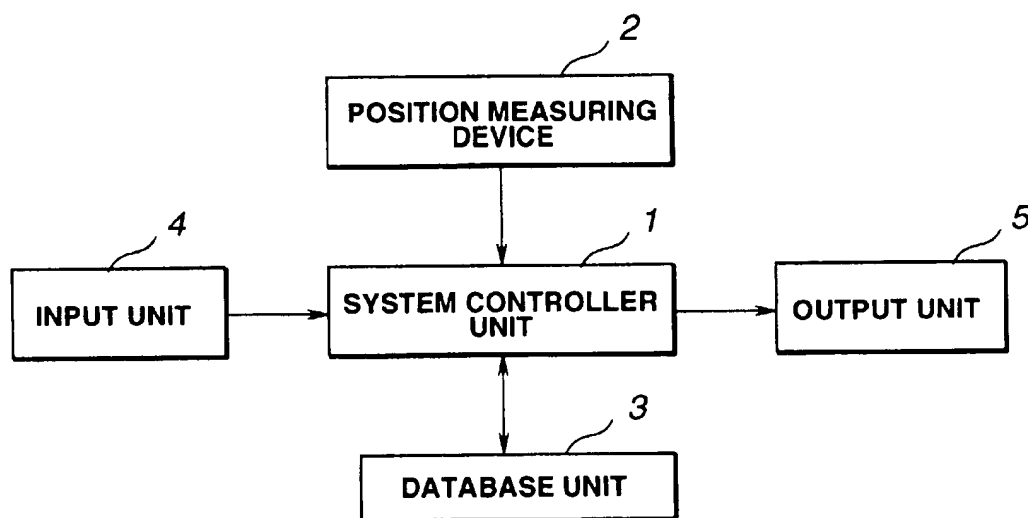 2
POSITION MEASURING
DEVICE
4
1
5
INPUT UNIT
SYSTEM CONTROLLER
UNIT
OUTPUT UNIT
3
DATABASE UNIT